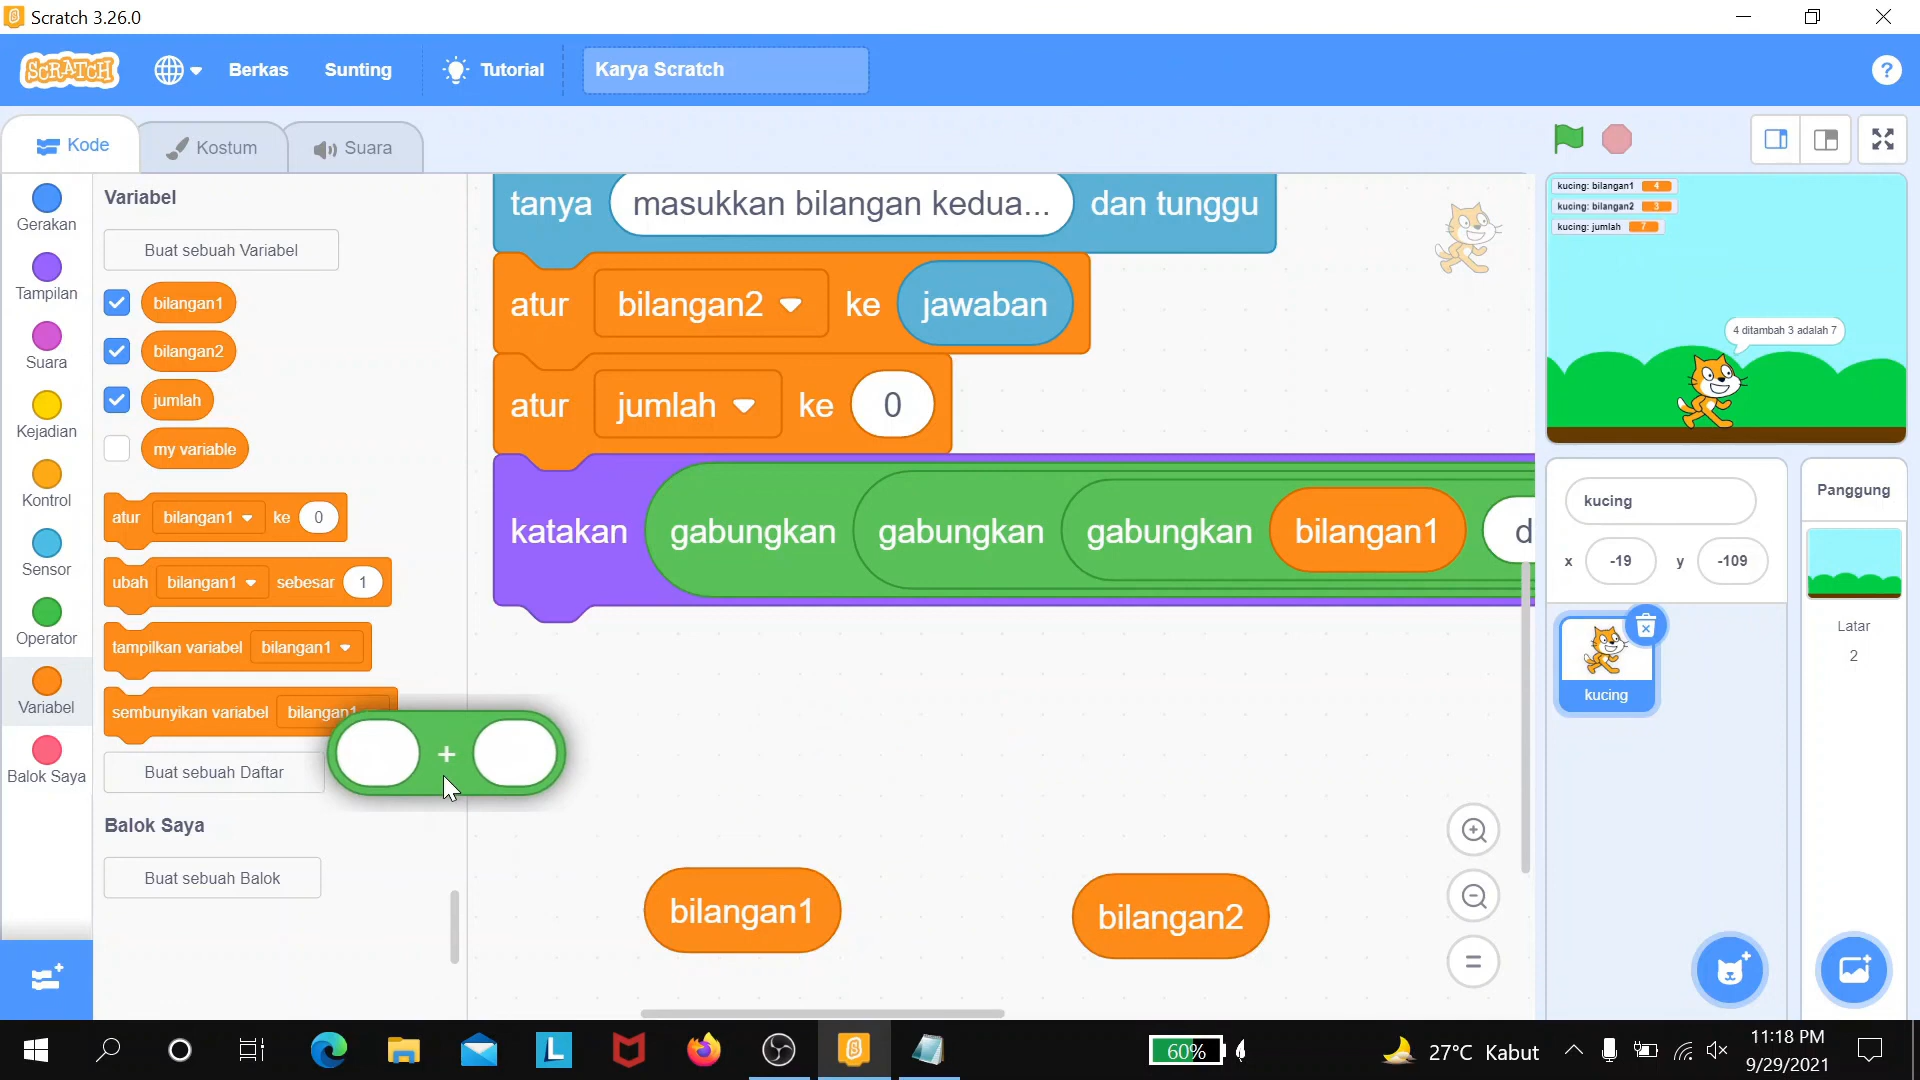 Scratch 3.26.0
SCRATCH
Berkas
Sunting
Tutorial
Karya Scratch
?
Kode
Kostum
Suara
Gerakan
Tampilan
Suara
Kejadian
Kontrol
Sensor
Operator
Variabel
Balok Saya
Variabel
Buat sebuah Variabel
bilangan1
bilangan2
jumlah
my variable
atur bilangan1 ke 0
ubah bilangan1 sebesar 1
tampilkan variabel bilangan1
sembunyikan variabel bilangan1
+
Buat sebuah Daftar
Balok Saya
Buat sebuah Balok
tanya masukkan bilangan kedua... dan tunggu
atur bilangan2 ke jawaban
atur jumlah ke 0
katakan gabungkan gabungkan gabungkan bilangan1 d
bilangan1
bilangan2
=
kucing: bilangan1 4
kucing: bilangan2 3
kucing: jumlah 7
4 ditambah 3 adalah 7
kucing
x -19 y -109
kucing
Panggung
Latar
2
L
60%
27°C Kabut
11:18 PM
9/29/2021